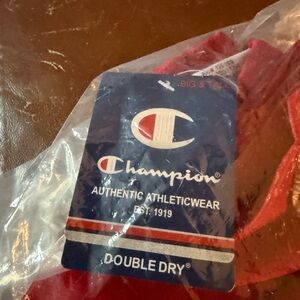 BIG & TALL
Champion®
AUTHENTIC ATHLETICWEAR
EST. 1919
DOUBLE DRY®